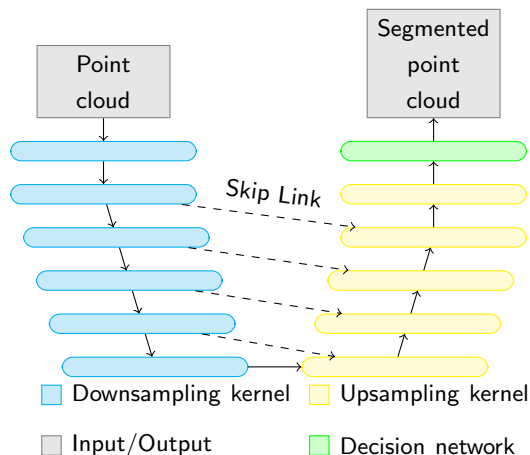 Point
cloud
Segmented
point
cloud
Skip Link
Downsampling kernel
Upsampling kernel
Input/Output
Decision network